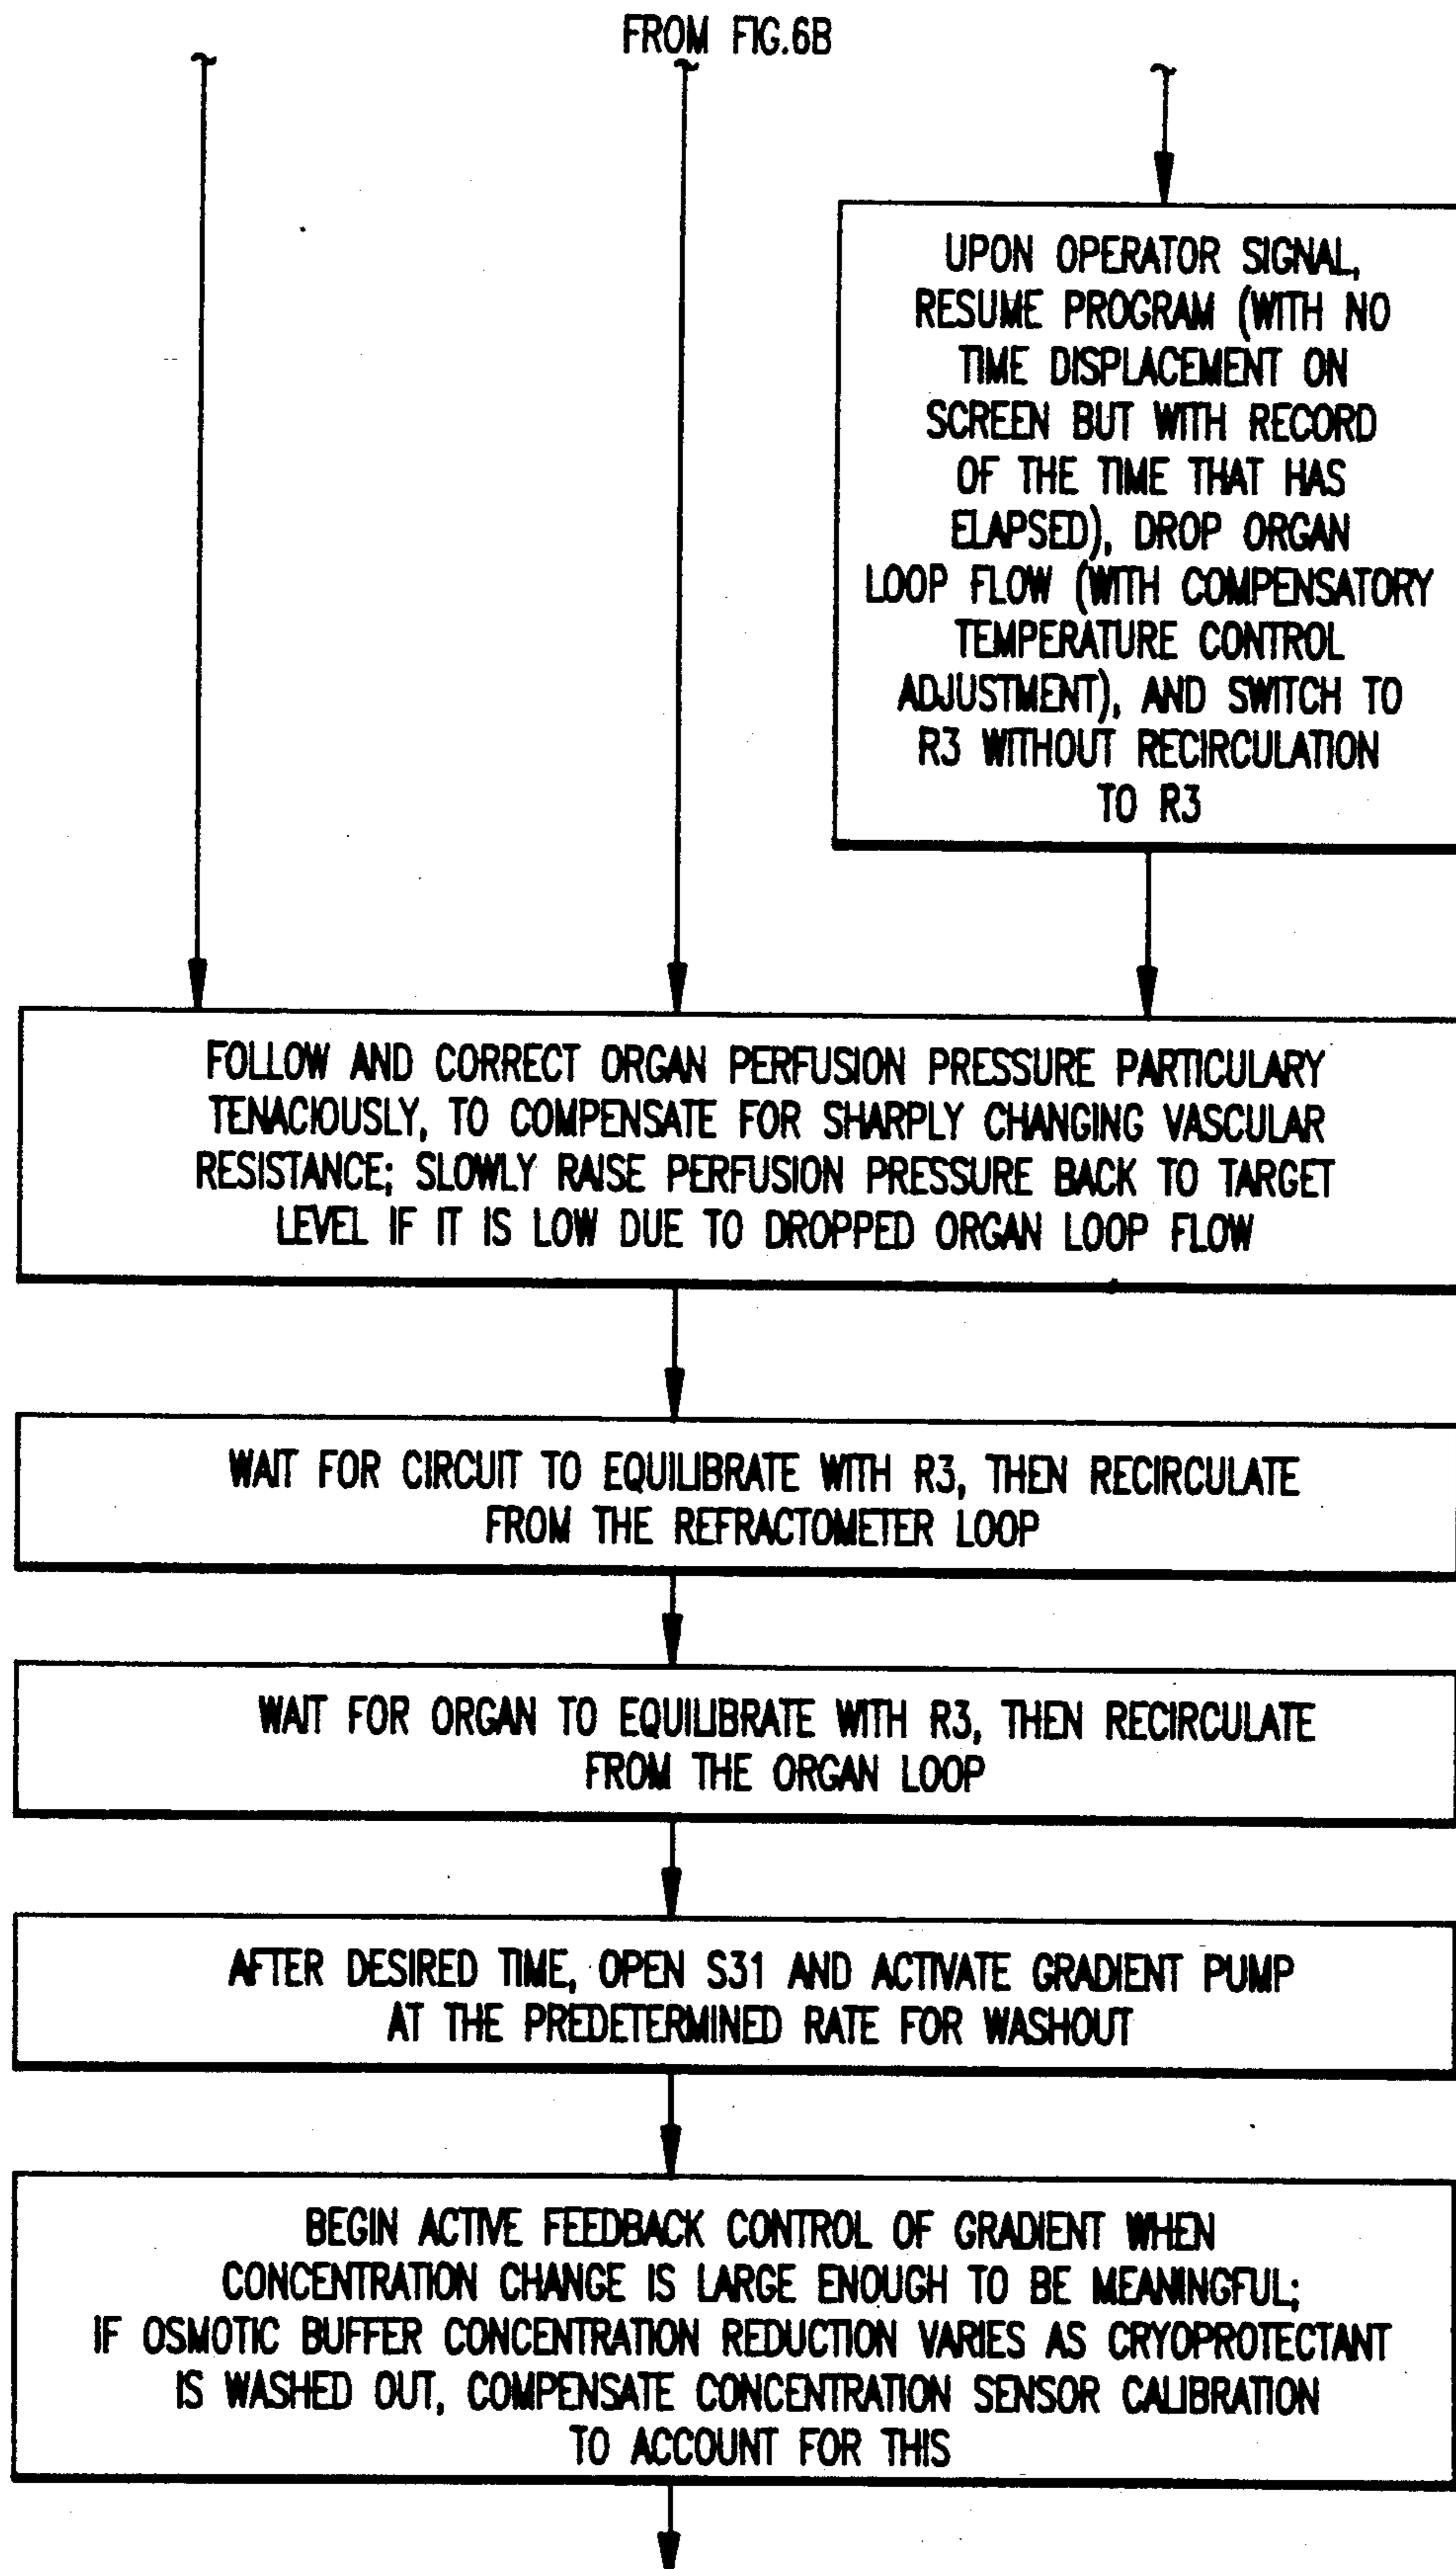 FROM FIG.6B
UPON OPERATOR SIGNAL,
RESUME PROGRAM (WITH NO
TIME DISPLACEMENT ON
SCREEN BUT WITH RECORD
OF THE TIME THAT HAS
ELAPSED), DROP ORGAN
LOOP FLOW (WITH COMPENSATORY
TEMPERATURE CONTROL
ADJUSTMENT), AND SWITCH TO
R3 WITHOUT RECIRCULATION
TO R3
FOLLOW AND CORRECT ORGAN PERFUSION PRESSURE PARTICULARY
TENACIOUSLY, TO COMPENSATE FOR SHARPLY CHANGING VASCULAR
RESISTANCE; SLOWLY RAISE PERFUSION PRESSURE BACK TO TARGET
LEVEL IF IT IS LOW DUE TO DROPPED ORGAN LOOP FLOW
WAIT FOR CIRCUIT TO EQUILIBRATE WITH R3, THEN RECIRCULATE
FROM THE REFRACTOMETER LOOP
WAIT FOR ORGAN TO EQUILIBRATE WITH R3, THEN RECIRCULATE
FROM THE ORGAN LOOP
AFTER DESIRED TIME, OPEN S31 AND ACTIVATE GRADIENT PUMP
AT THE PREDETERMINED RATE FOR WASHOUT
BEGIN ACTIVE FEEDBACK CONTROL OF GRADIENT WHEN
CONCENTRATION CHANGE IS LARGE ENOUGH TO BE MEANINGFUL;
IF OSMOTIC BUFFER CONCENTRATION REDUCTION VARIES AS CRYOPROTECTANT
IS WASHED OUT, COMPENSATE CONCENTRATION SENSOR CALIBRATION
TO ACCOUNT FOR THIS